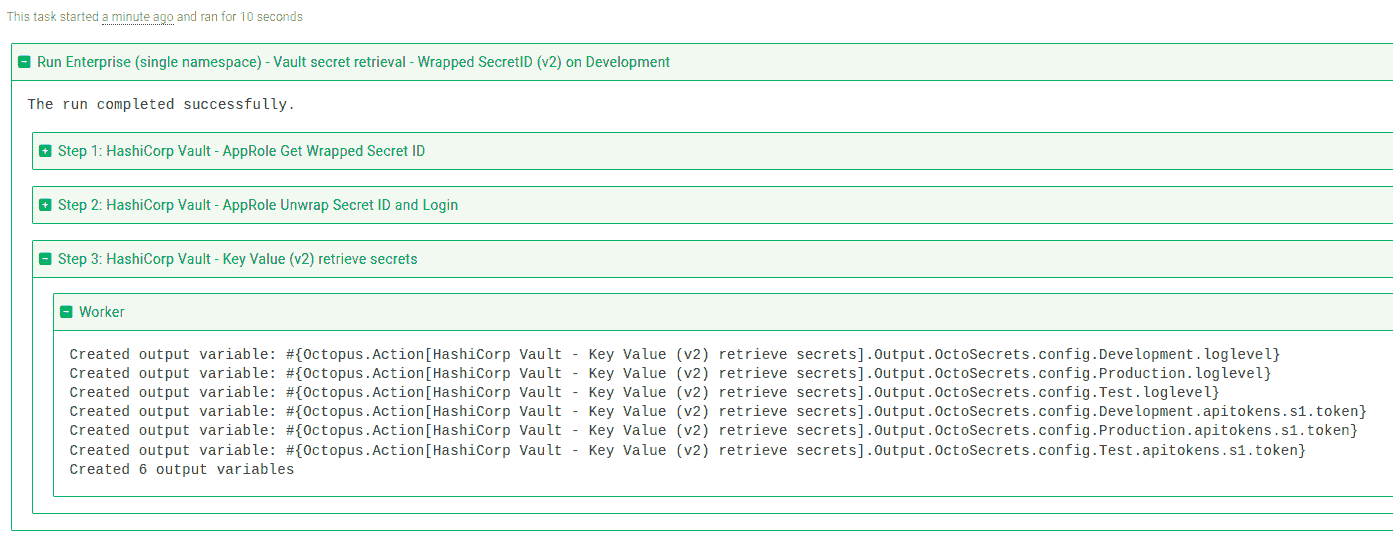 This task started a minute ago and ran for 10 seconds
Run Enterprise (single namespace) - Vault secret retrieval - Wrapped SecretID (v2) on Development
The run completed successfully.
Step 1: HashiCorp Vault - AppRole Get Wrapped Secret ID
Step 2: HashiCorp Vault - AppRole Unwrap Secret ID and Login
Step 3: HashiCorp Vault - Key Value (v2) retrieve secrets
Worker
Created output variable: #{Octopus.Action[HashiCorp Vault - Key Value (v2) retrieve secrets].Output.OctoSecrets.config.Development.loglevel}
Created output variable: #{Octopus.Action[HashiCorp Vault - Key Value (v2) retrieve secrets].Output.OctoSecrets.config.Production.loglevel}
Created output variable: #{Octopus.Action[HashiCorp Vault - Key Value (v2) retrieve secrets].Output.OctoSecrets.config.Test.loglevel}
Created output variable: #{Octopus.Action[HashiCorp Vault - Key Value (v2) retrieve secrets].Output.OctoSecrets.config.Development.apitokens.s1.token}
Created output variable: #{Octopus.Action[HashiCorp Vault - Key Value (v2) retrieve secrets].Output.OctoSecrets.config.Production.apitokens.s1.token}
Created output variable: #{Octopus.Action[HashiCorp Vault - Key Value (v2) retrieve secrets].Output.OctoSecrets.config.Test.apitokens.s1.token}
Created 6 output variables